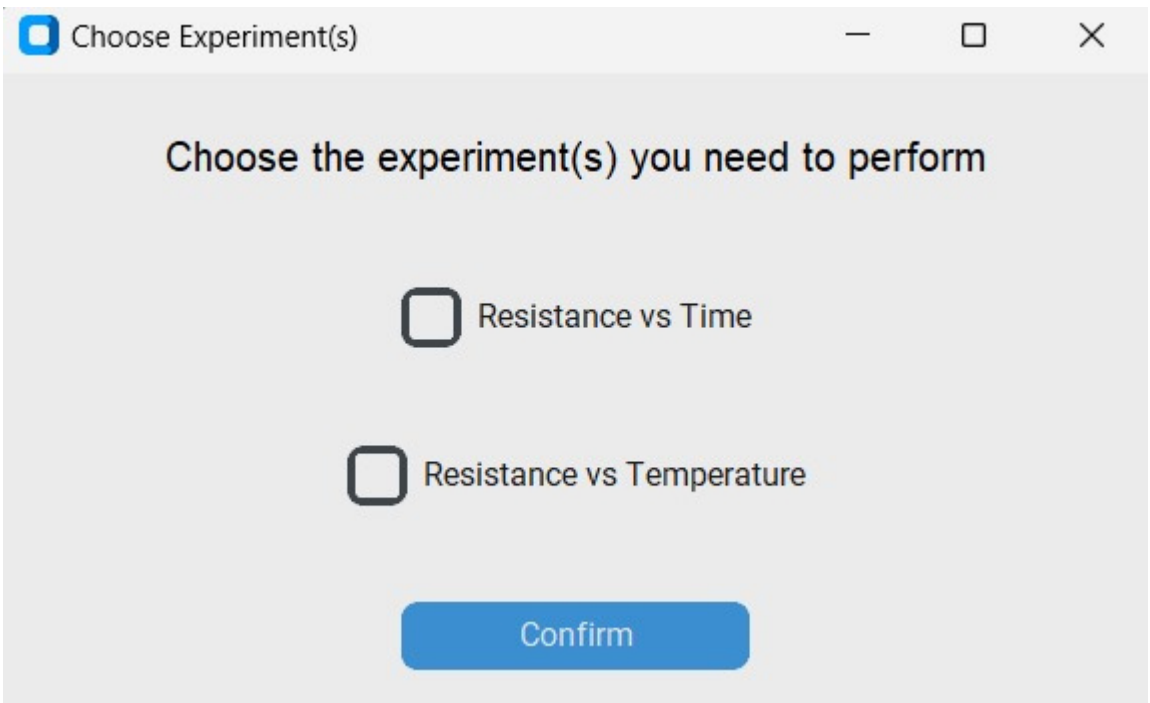 Choose Experiment(s)
Choose the experiment(s) you need to perform
Resistance vs Time
Resistance vs Temperature
Confirm